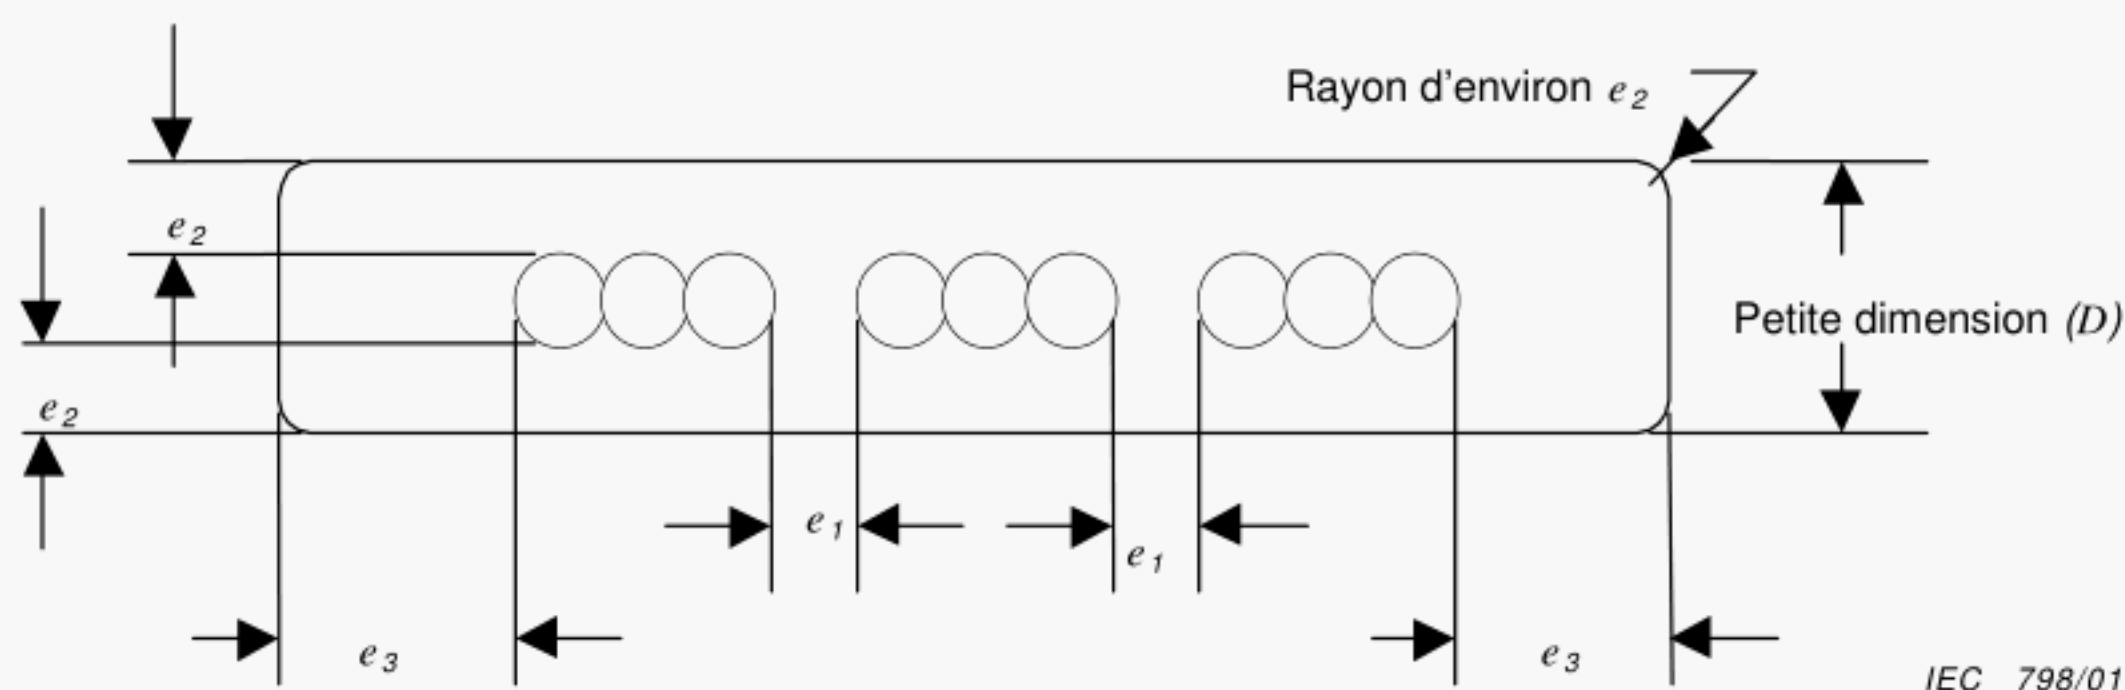 Rayon d'environ e2
e2
Petite dimension (D)
e2
e1
e1
e3
e3
IEC 798/01